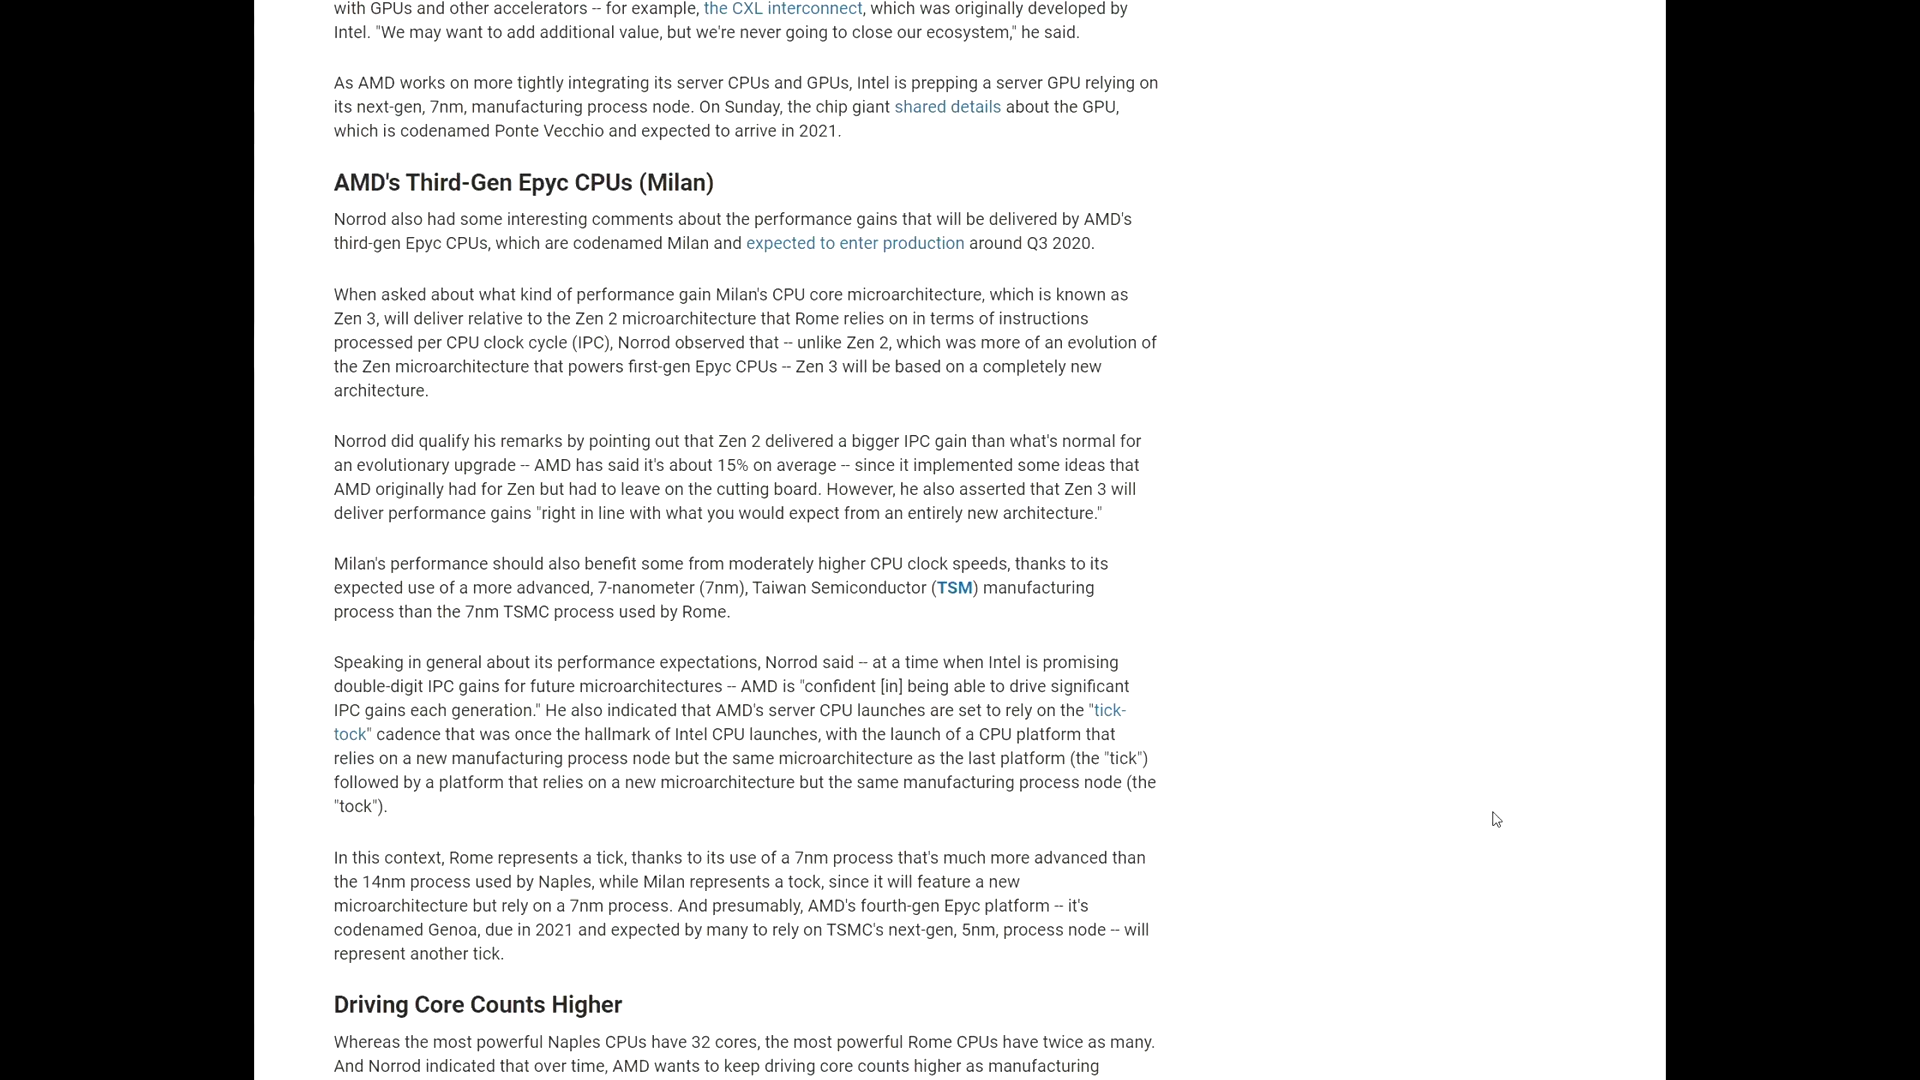 with GPUs and other accelerators -- for example, the CXL interconnect, which was originally developed by
Intel. "We may want to add additional value, but we're never going to close our ecosystem," he said.
As AMD works on more tightly integrating its server CPUs and GPUs, Intel is prepping a server GPU relying on
its next-gen, 7nm, manufacturing process node. On Sunday, the chip giant shared details about the GPU,
which is codenamed Ponte Vecchio and expected to arrive in 2021.
AMD's Third-Gen Epyc CPUs (Milan)
Norrod also had some interesting comments about the performance gains that will be delivered by AMD's
third-gen Epyc CPUs, which are codenamed Milan and expected to enter production around Q3 2020.
When asked about what kind of performance gain Milan's CPU core microarchitecture, which is known as
Zen 3, will deliver relative to the Zen 2 microarchitecture that Rome relies on in terms of instructions
processed per CPU clock cycle (IPC), Norrod observed that -- unlike Zen 2, which was more of an evolution of
the Zen microarchitecture that powers first-gen Epyc CPUs -- Zen 3 will be based on a completely new
architecture.
Norrod did qualify his remarks by pointing out that Zen 2 delivered a bigger IPC gain than what's normal for
an evolutionary upgrade -- AMD has said it's about 15% on average -- since it implemented some ideas that
AMD originally had for Zen but had to leave on the cutting board. However, he also asserted that Zen 3 will
deliver performance gains "right in line with what you would expect from an entirely new architecture."
Milan's performance should also benefit some from moderately higher CPU clock speeds, thanks to its
expected use of a more advanced, 7-nanometer (7nm), Taiwan Semiconductor (TSM) manufacturing
process than the 7nm TSMC process used by Rome.
Speaking in general about its performance expectations, Norrod said -- at a time when Intel is promising
double-digit IPC gains for future microarchitectures -- AMD is "confident [in] being able to drive significant
IPC gains each generation." He also indicated that AMD's server CPU launches are set to rely on the "tick-
tock" cadence that was once the hallmark of Intel CPU launches, with the launch of a CPU platform that
relies on a new manufacturing process node but the same microarchitecture as the last platform (the "tick")
followed by a platform that relies on a new microarchitecture but the same manufacturing process node (the
"tock").
In this context, Rome represents a tick, thanks to its use of a 7nm process that's much more advanced than
the 14nm process used by Naples, while Milan represents a tock, since it will feature a new
microarchitecture but rely on a 7nm process. And presumably, AMD's fourth-gen Epyc platform -- it's
codenamed Genoa, due in 2021 and expected by many to rely on TSMC's next-gen, 5nm, process node -- will
represent another tick.
Driving Core Counts Higher
Whereas the most powerful Naples CPUs have 32 cores, the most powerful Rome CPUs have twice as many.
And Norrod indicated that over time, AMD wants to keep driving core counts higher as manufacturing